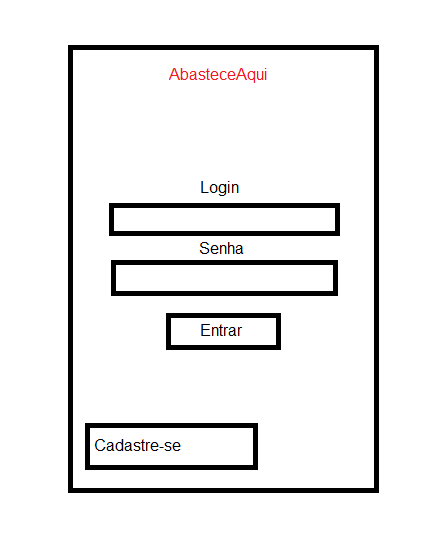 AbasteceAqui
Login
Senha
Entrar
Cadastre-se